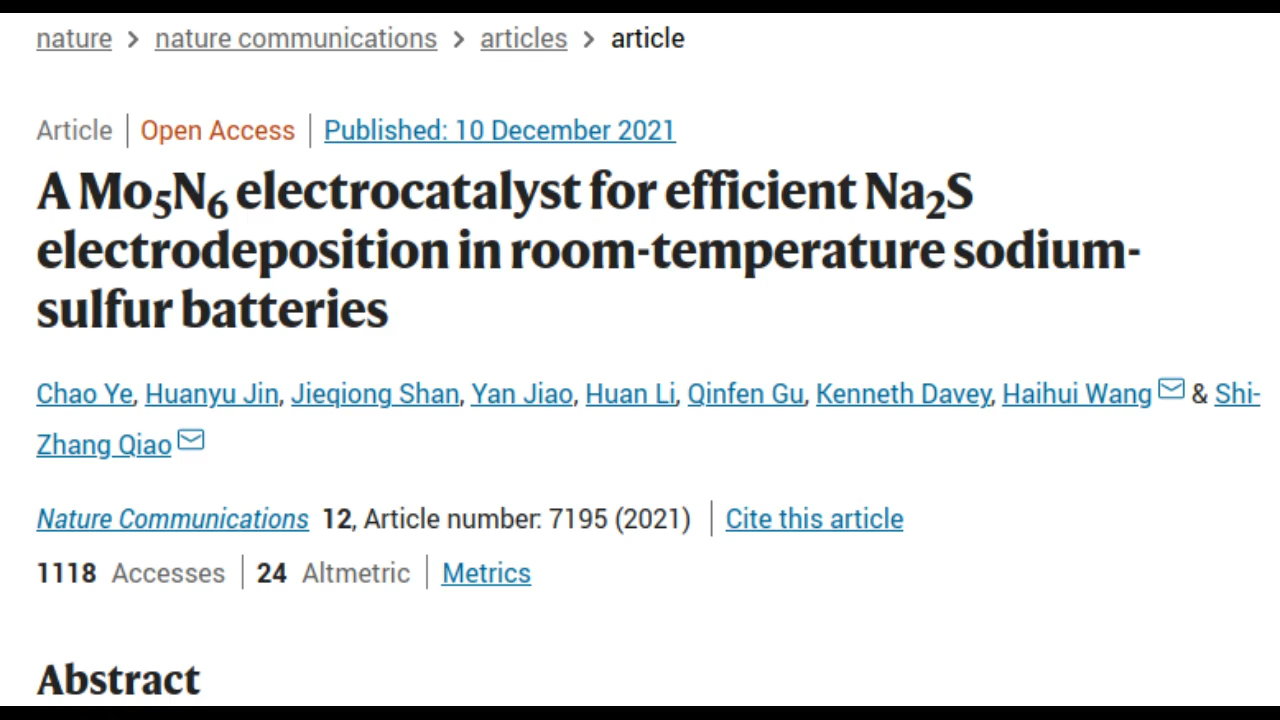 nature > nature communications > articles > article
Article | Open Access | Published: 10 December 2021
A Mo₅N₆ electrocatalyst for efficient Na₂S
electrodeposition in room-temperature sodium-
sulfur batteries
Chao Ye, Huanyu Jin, Jieqiong Shan, Yan Jiao, Huan Li, Qinfen Gu, Kenneth Davey, Haihui Wang & Shi-
Zhang Qiao
Nature Communications 12, Article number: 7195 (2021) | Cite this article
1118 Accesses | 24 Altmetric | Metrics
Abstract